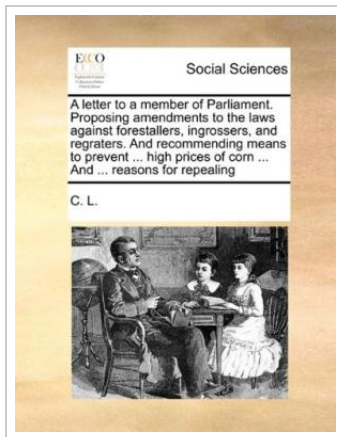 ECCO
Social Sciences
A letter to a member of Parliament.
Proposing amendments to the laws
against forestallers, ingrossers, and
regraters. And recommending means
to prevent ... high prices of corn ...
And ... reasons for repealing
C. L.